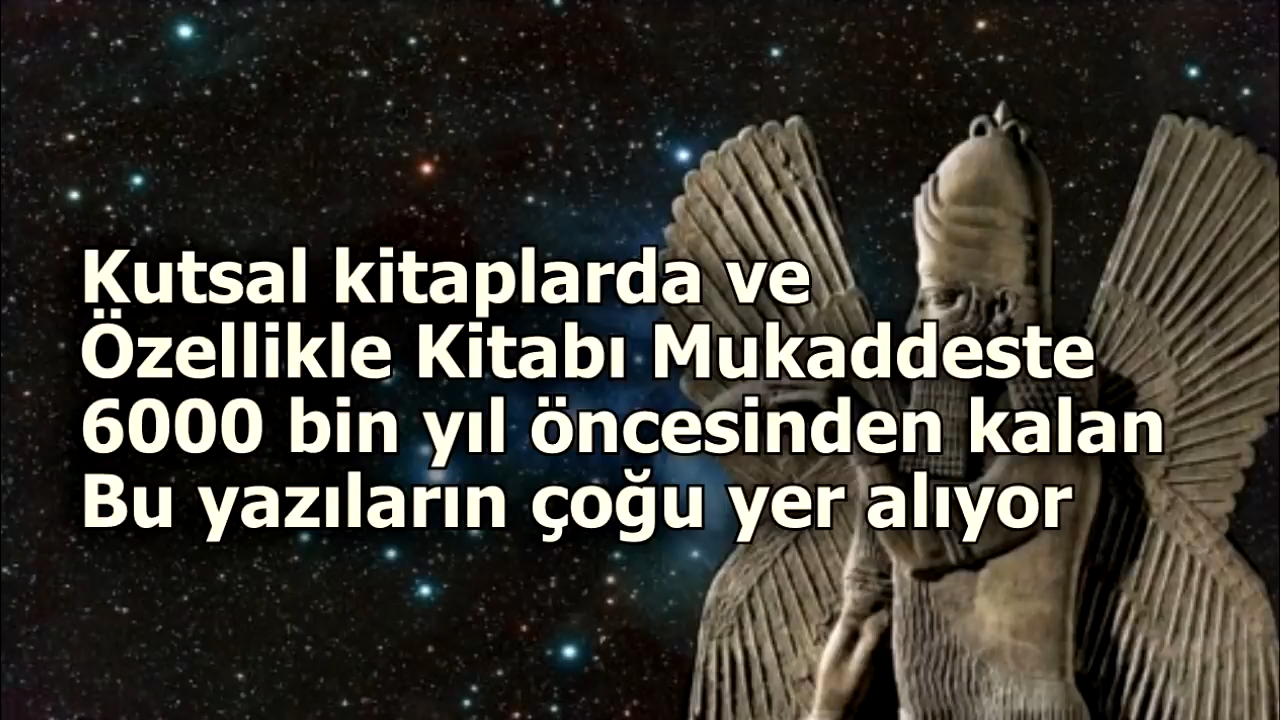 Kutsal kitaplarda ve
Özellikle Kitabı Mukaddeste
6000 bin yıl öncesinden kalan
Bu yazıların çoğu yer alıyor